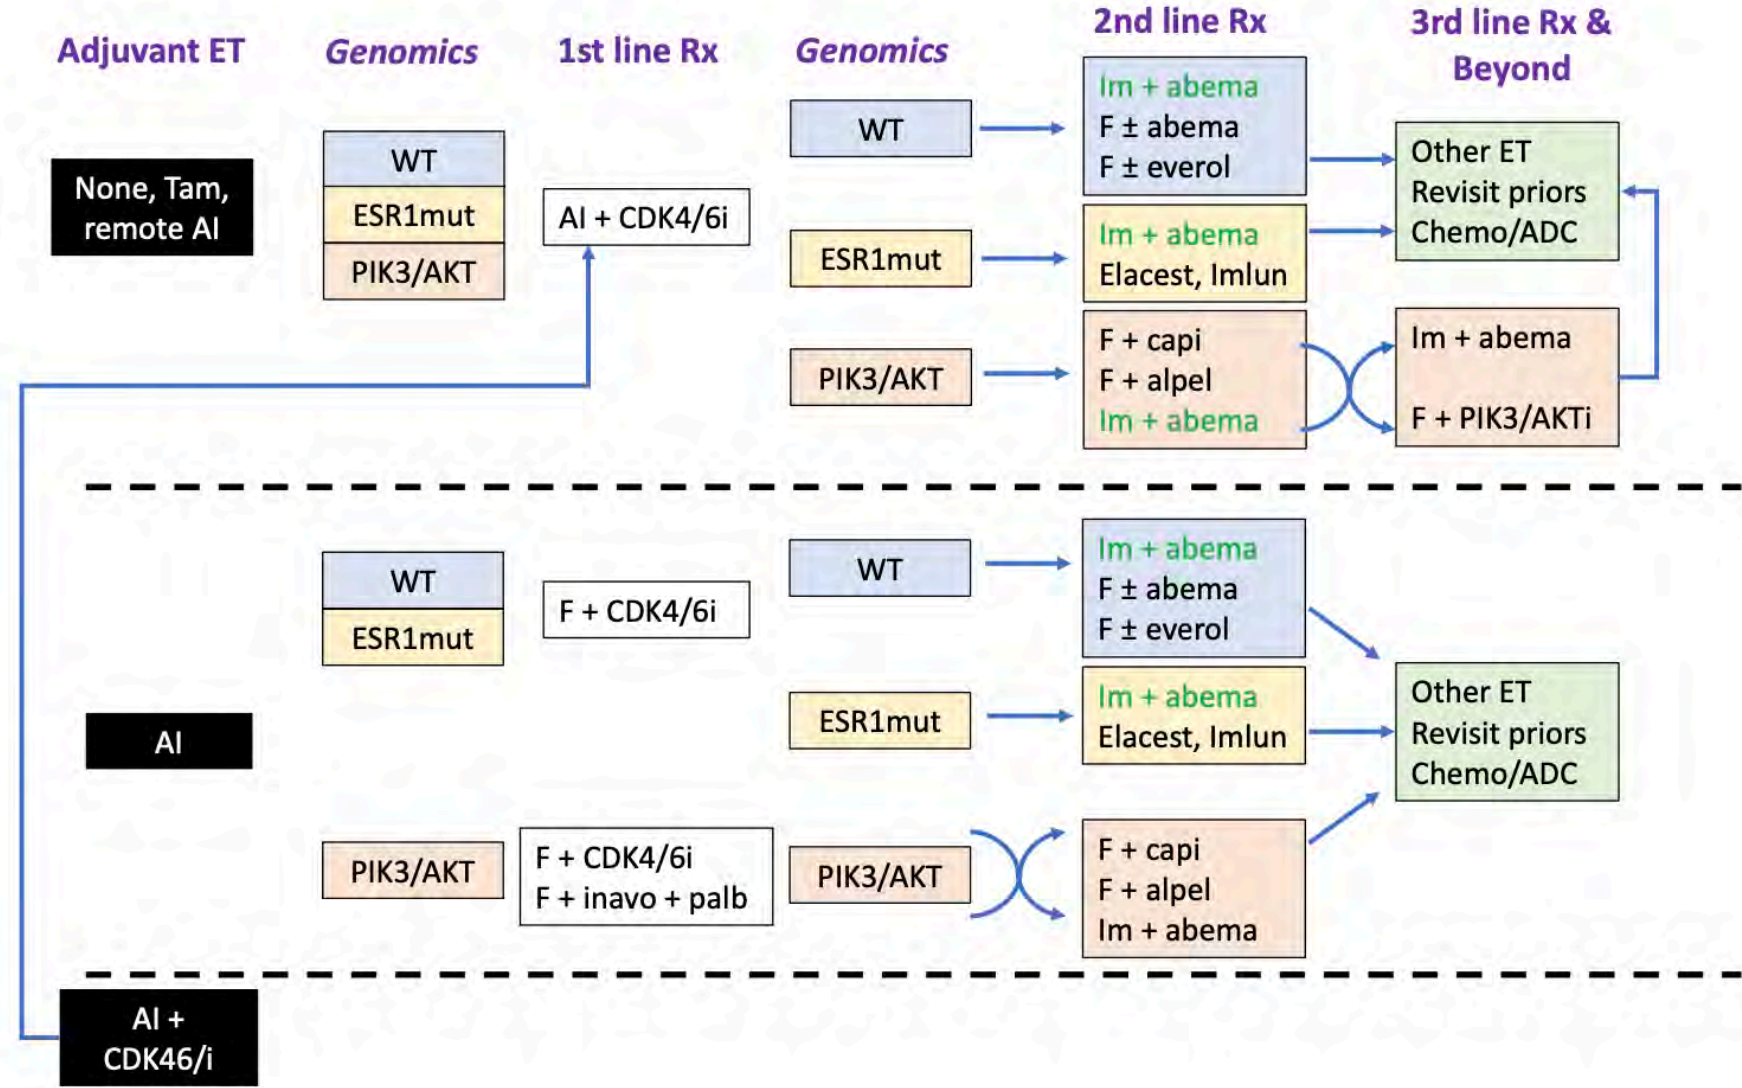 Adjuvant ET
Genomics
1st line Rx
Genomics
2nd line Rx
3rd line Rx &
Beyond
None, Tam,
remote AI
WT
ESR1mut
PIK3/AKT
AI + CDK4/6i
WT
Im + abema
F ± abema
F ± everol
ESR1mut
Im + abema
Elacest, Imlun
PIK3/AKT
F + capi
F + alpel
Im + abema
Other ET
Revisit priors
Chemo/ADC
Im + abema
F + PIK3/AKTi
AI
WT
ESR1mut
F + CDK4/6i
WT
Im + abema
F ± abema
F ± everol
ESR1mut
Im + abema
Elacest, Imlun
PIK3/AKT
F + CDK4/6i
F + inavo + palb
PIK3/AKT
F + capi
F + alpel
Im + abema
Other ET
Revisit priors
Chemo/ADC
AI +
CDK46/i